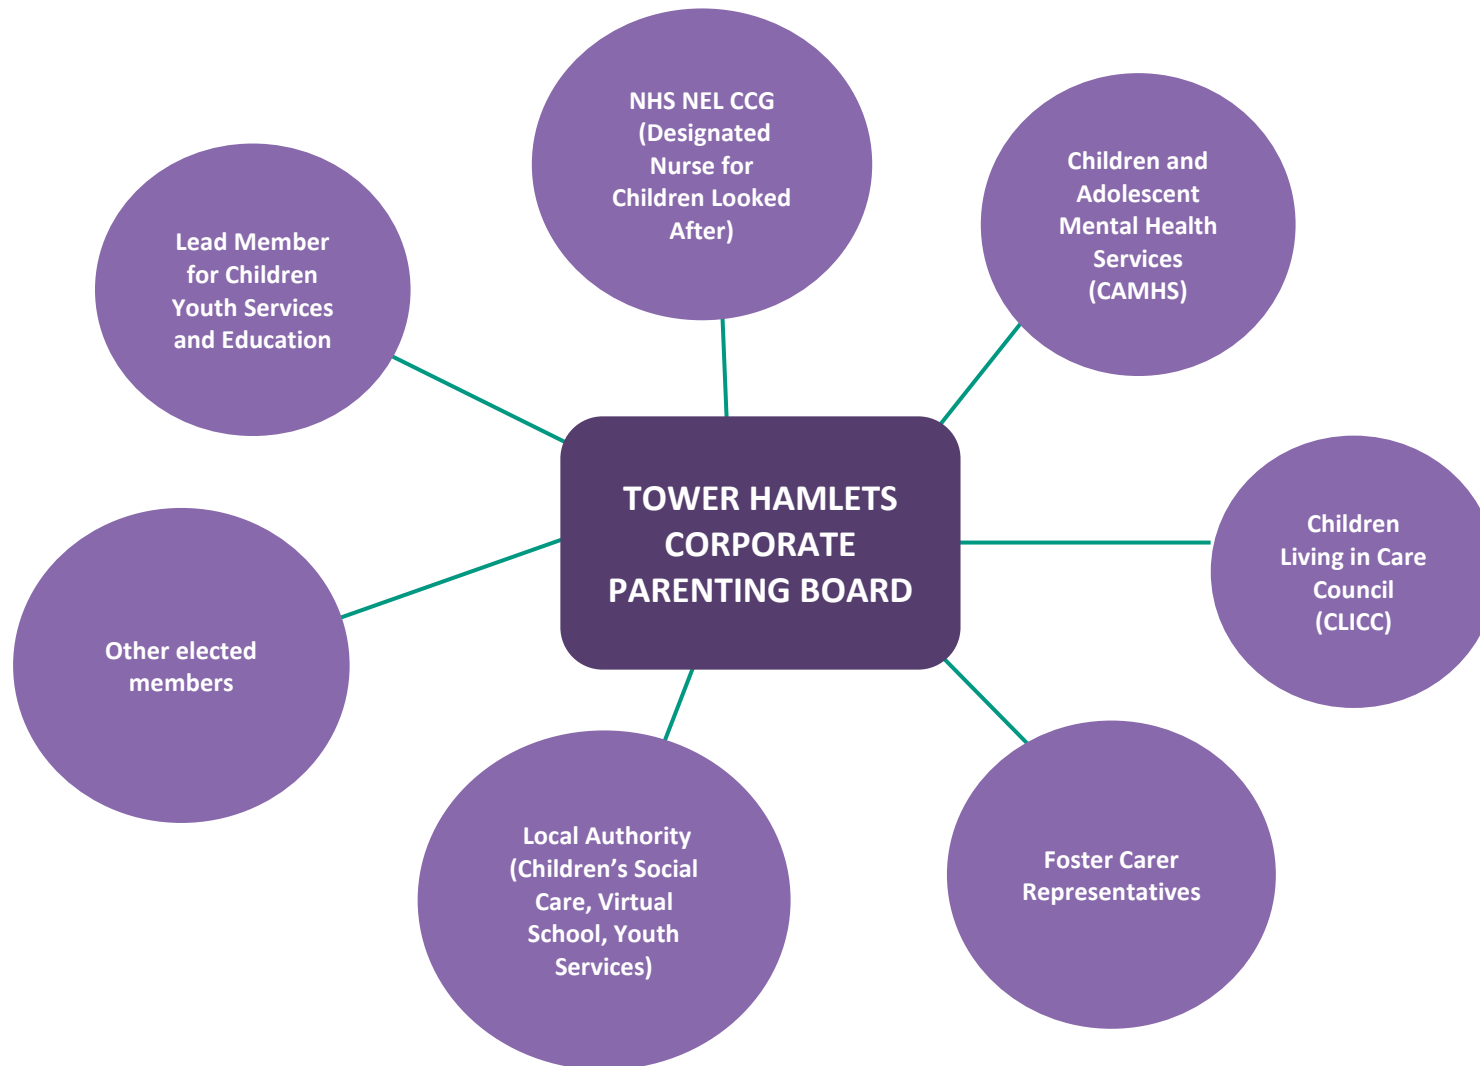 NHS NEL CCG
(Designated
Nurse for
Children Looked
After)
Children and
Adolescent
Mental Health
Services
(CAMHS)
Lead Member
for Children
Youth Services
and Education
TOWER HAMLETS
CORPORATE
PARENTING BOARD
Children
Living in Care
Council
(CLICC)
Other elected
members
Local Authority
(Children’s Social
Care, Virtual
School, Youth
Services)
Foster Carer
Representatives